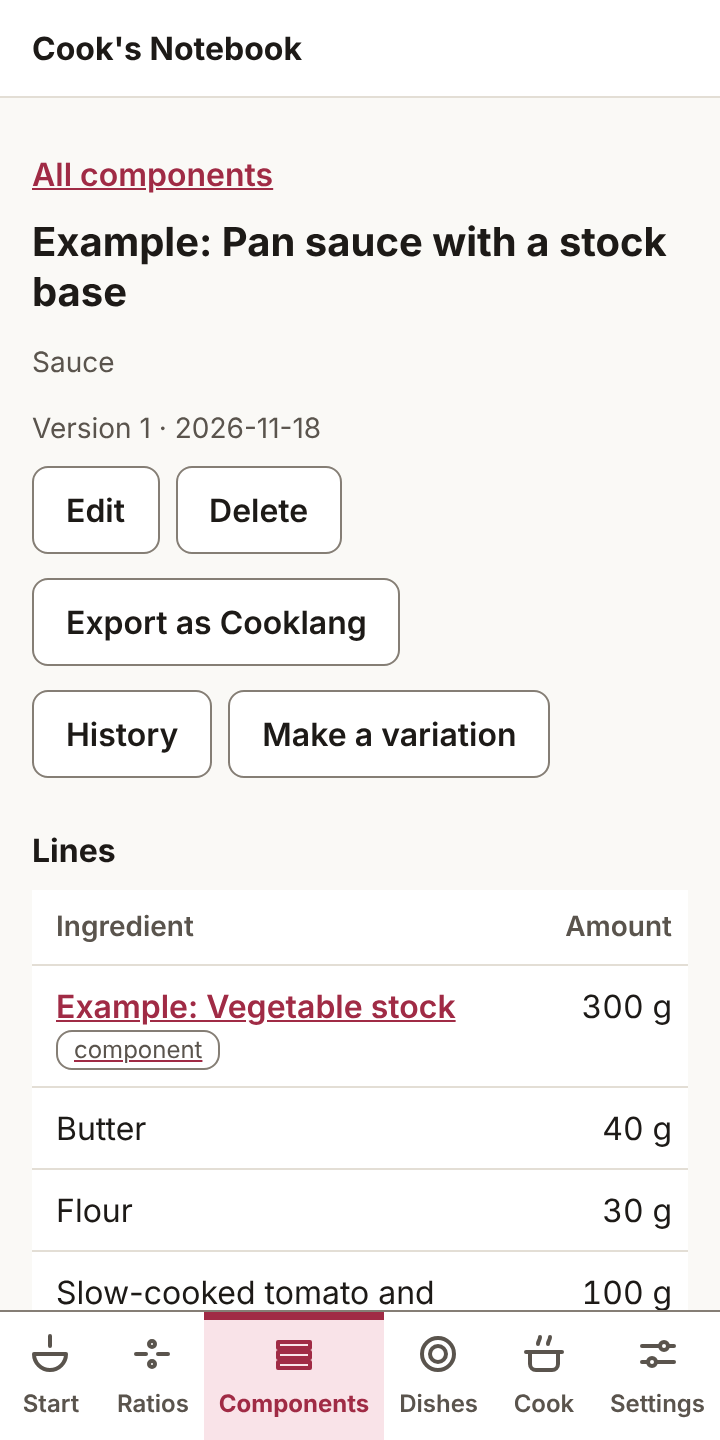 Cook's Notebook
All components
Example: Pan sauce with a stock
base
Sauce
Version 1 · 2026-11-18
Edit
Delete
Export as Cooklang
History
Make a variation
Lines
Ingredient Amount
Example: Vegetable stock 300 g
component
Butter 40 g
Flour 30 g
Slow-cooked tomato and 100 g
Start Ratios Components Dishes Cook Settings